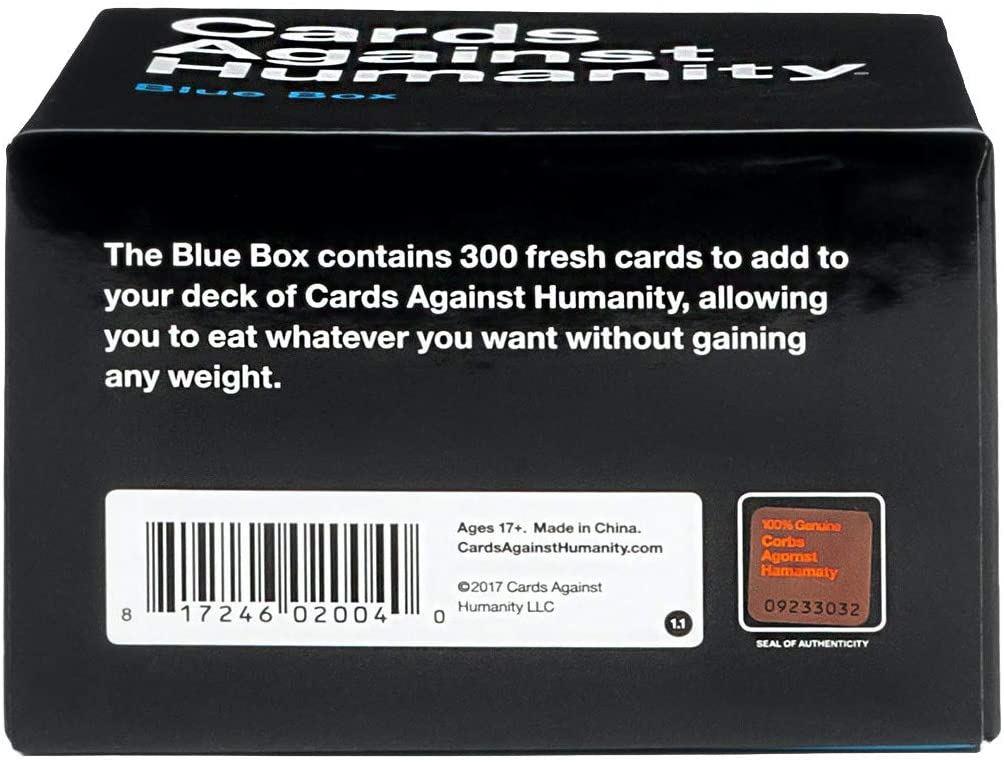 Cards
Against
Humanity
Blue Box
The Blue Box contains 300 fresh cards to add to
your deck of Cards Against Humanity, allowing
you to eat whatever you want without gaining
any weight.
Ages 17+. Made in China.
CardsAgainstHumanity.com
©2017 Cards Against
Humanity LLC
8 17246 02004 0
1.1
100% Genuine
Corbs
Agomst
Hamamaty
09233032
SEAL OF AUTHENTICITY